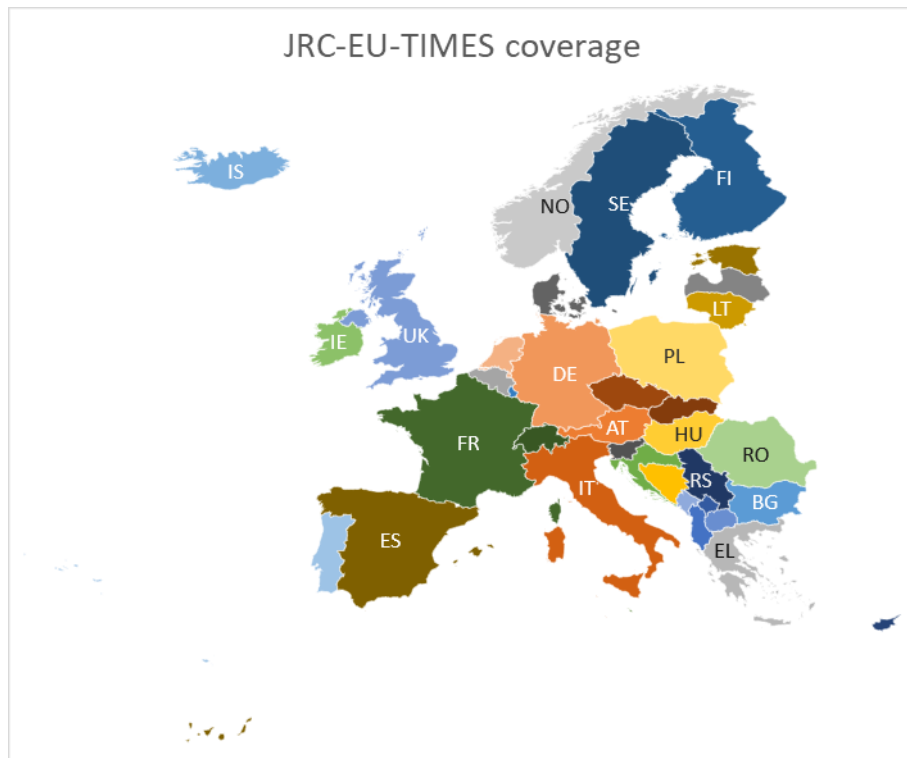 JRC-EU-TIMES coverage
IS
FI
NO
SE
LT
IE
UK
PL
DE
AT
HU
FR
RO
RS
IT
BG
ES
EL